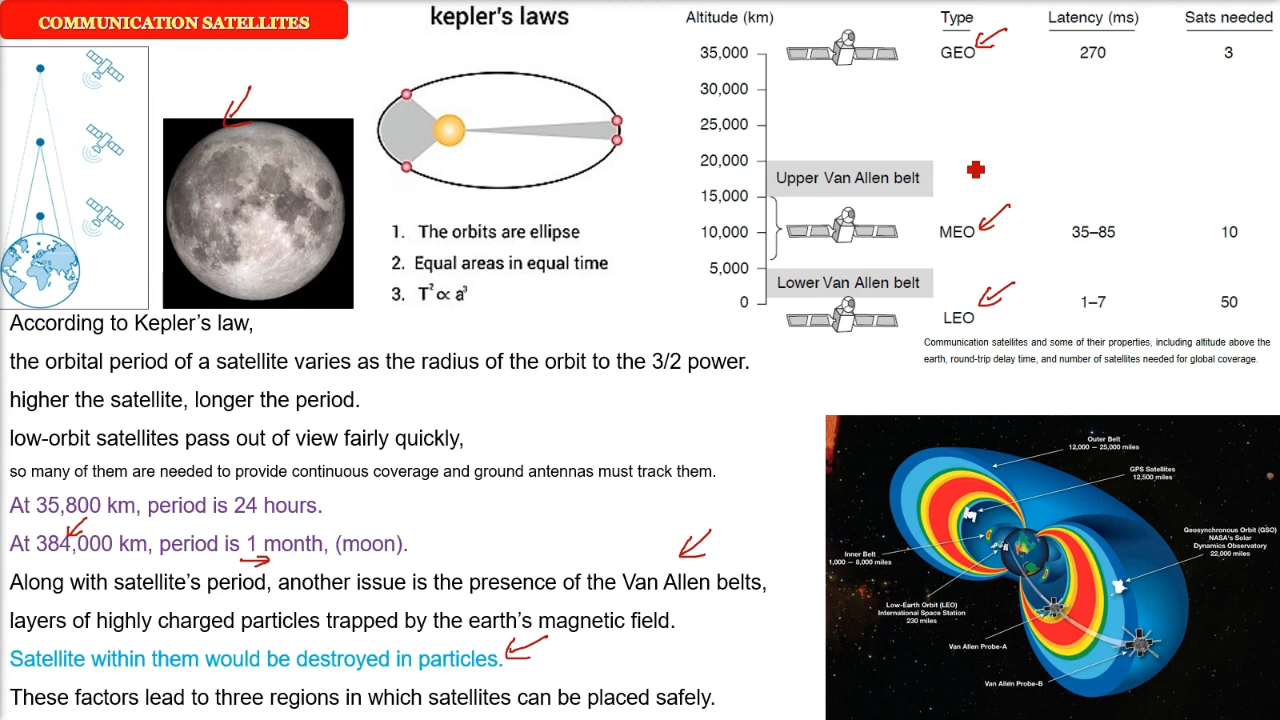 COMMUNICATION SATELLITES
kepler's laws
1. The orbits are ellipse
2. Equal areas in equal time
3. T² ∝ a³
Altitude (km) Type Latency (ms) Sats needed
35,000 GEO 270 3
30,000
25,000
20,000
Upper Van Allen belt
15,000
10,000 MEO 35–85 10
5,000
Lower Van Allen belt
0 LEO 1–7 50
Communication satellites and some of their properties, including altitude above the
earth, round-trip delay time, and number of satellites needed for global coverage.
According to Kepler's law,
the orbital period of a satellite varies as the radius of the orbit to the 3/2 power.
higher the satellite, longer the period.
low-orbit satellites pass out of view fairly quickly,
so many of them are needed to provide continuous coverage and ground antennas must track them.
At 35,800 km, period is 24 hours.
At 384,000 km, period is 1 month, (moon).
Along with satellite's period, another issue is the presence of the Van Allen belts,
layers of highly charged particles trapped by the earth's magnetic field.
Satellite within them would be destroyed in particles.
These factors lead to three regions in which satellites can be placed safely.
Outer Belt
12,000 — 25,000 miles
GPS Satellites
12,500 miles
Geosynchronous Orbit (GSO)
NASA's Solar
Dynamics Observatory
22,000 miles
Inner Belt
1,000 — 8,000 miles
Low-Earth Orbit (LEO)
International Space Station
230 miles
Van Allen Probe-A
Van Allen Probe-B